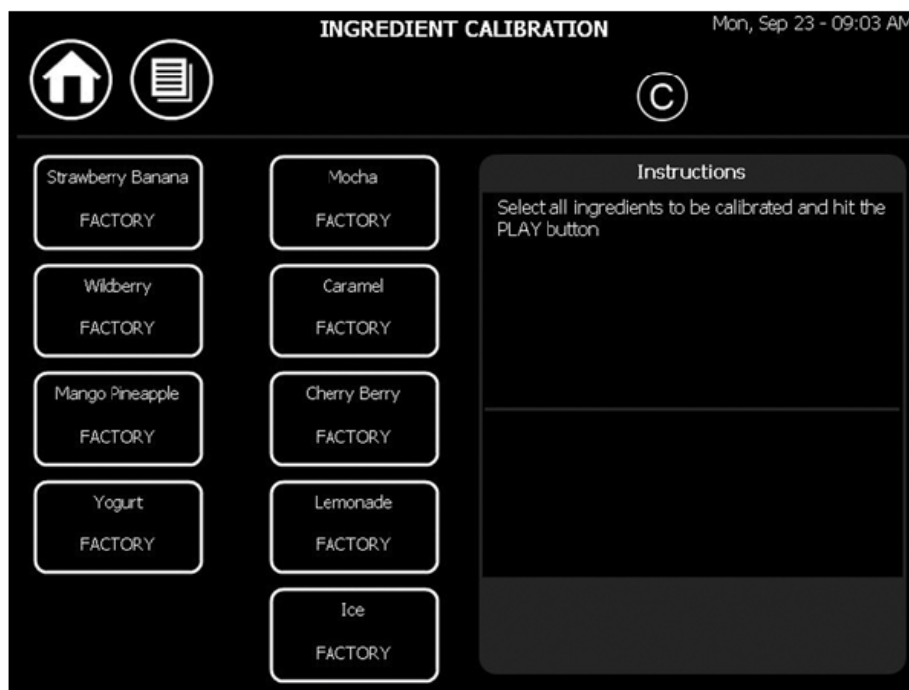 INGREDIENT CALIBRATION
Mon, Sep 23 - 09:03 AM
C
Strawberry Banana
FACTORY
Wildberry
FACTORY
Mango Pineapple
FACTORY
Yogurt
FACTORY
Mocha
FACTORY
Caramel
FACTORY
Cherry Berry
FACTORY
Lemonade
FACTORY
Ice
FACTORY
Instructions
Select all ingredients to be calibrated and hit the
PLAY button